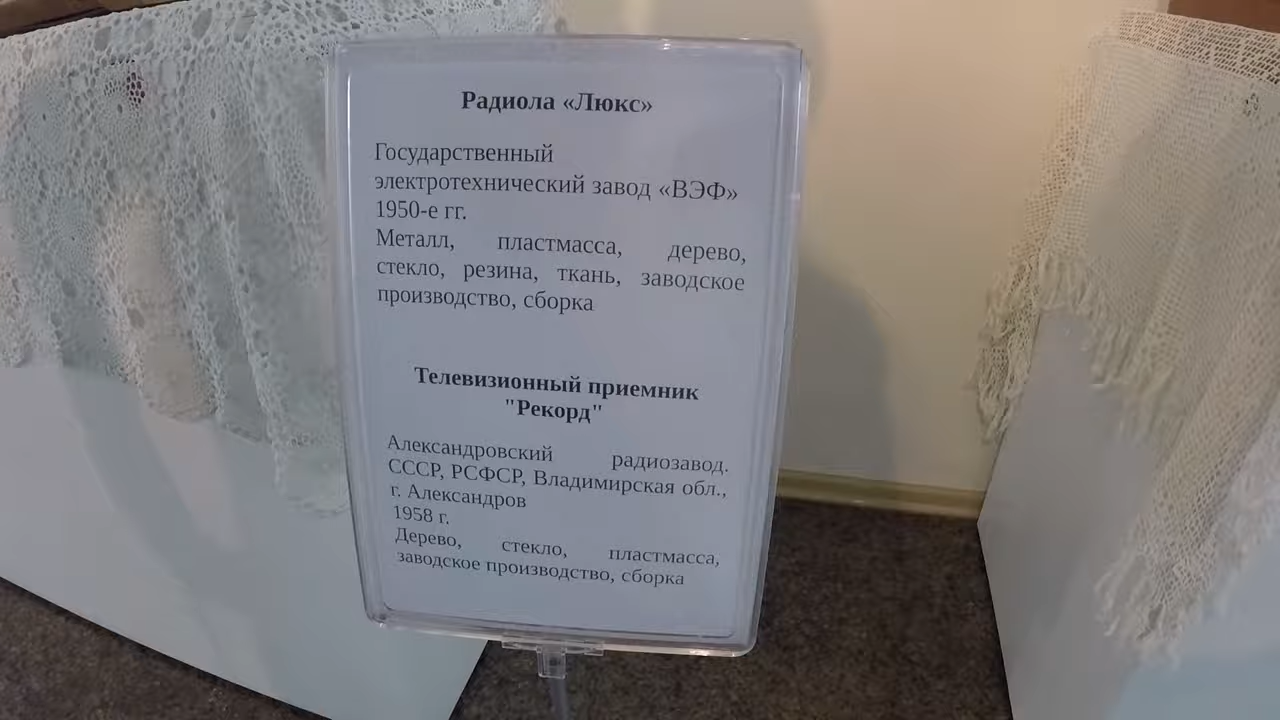 Радиола «Люкс»
Государственный
электротехнический завод «ВЭФ»
1950-е гг.
Металл, пластмасса, дерево,
стекло, резина, ткань, заводское
производство, сборка
Телевизионный приемник
"Рекорд"
Александровский радиозавод.
СССР, РСФСР, Владимирская обл.,
г. Александров
1958 г.
Дерево, стекло, пластмасса,
заводское производство, сборка